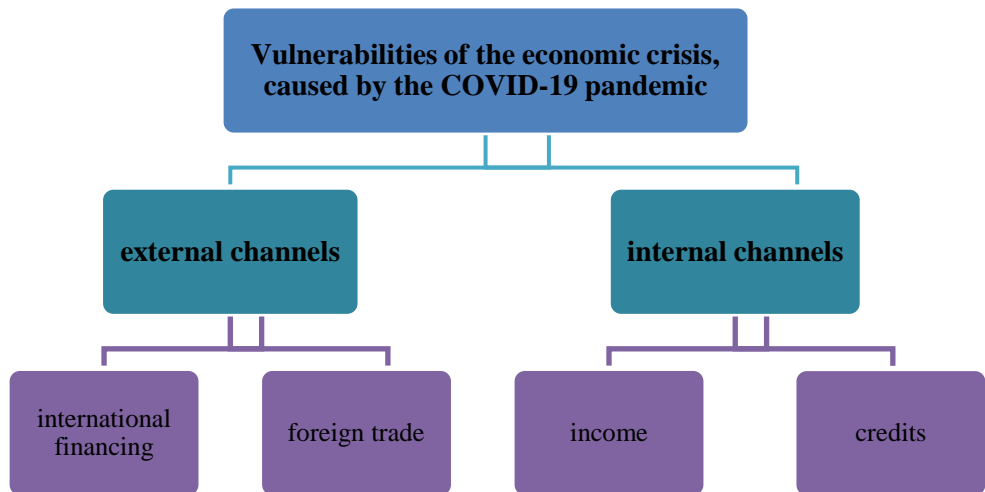 Vulnerabilities of the economic crisis,
caused by the COVID-19 pandemic
external channels
internal channels
international
financing
foreign trade
income
credits